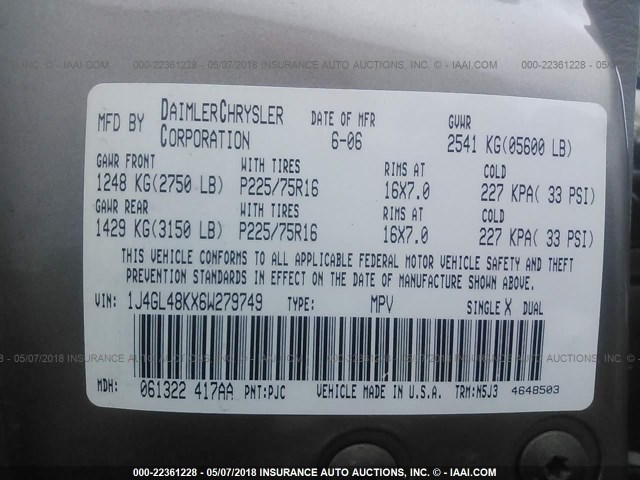 000-22361228 - 05/07/2018 INSURANCE AUTO AUCTIONS, INC. - © IAAI.COM
MFD BY DAIMLERCHRYSLER CORPORATION
DATE OF MFR 6-06
GVWR 2541 KG(05600 LB)
GAWR FRONT WITH TIRES RIMS AT COLD
1248 KG(2750 LB) P225/75R16 16X7.0 227 KPA( 33 PSI)
GAWR REAR WITH TIRES RIMS AT COLD
1429 KG(3150 LB) P225/75R16 16X7.0 227 KPA( 33 PSI)
THIS VEHICLE CONFORMS TO ALL APPLICABLE FEDERAL MOTOR VEHICLE SAFETY AND THEFT
PREVENTION STANDARDS IN EFFECT ON THE DATE OF MANUFACTURE SHOWN ABOVE.
VIN: 1J4GL48KX6W279749 TYPE: MPV SINGLE X DUAL
MDH: 061322 417AA PNT:PJC VEHICLE MADE IN U.S.A. TRM:N5J3 4648503
000-22361228 - 05/07/2018 INSURANCE AUTO AUCTIONS, INC. - © IAAI.COM